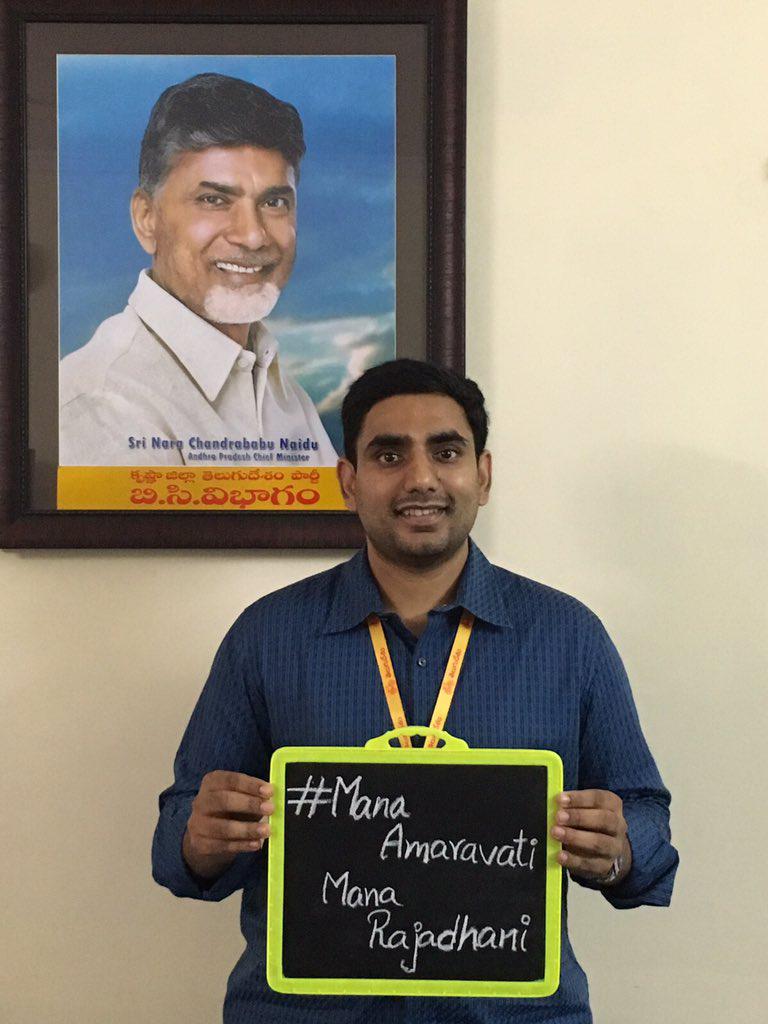 Sri Nara Chandrababu Naidu
Andhra Pradesh Chief Minister
కృష్ణా జిల్లా తెలుగుదేశం పార్టీ
బి.సి.విభాగం
#Mana
Amaravati
Mana
Rajadhani